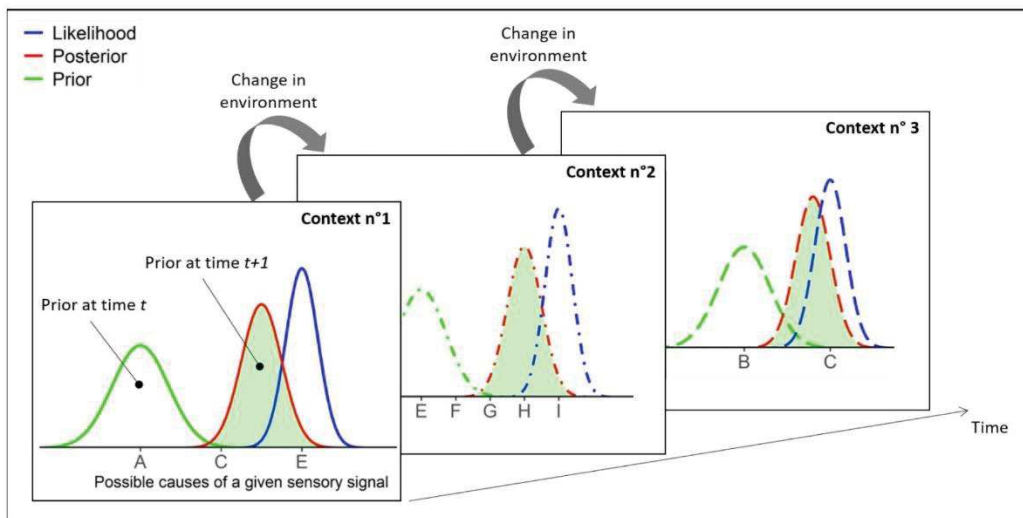 Likelihood
Posterior
Prior
Change in
environment
Change in
environment
Context n°1
Prior at time t+1
Prior at time t
A
C
E
Possible causes of a given sensory signal
Context n°2
E F G H I
Context n° 3
B
C
Time